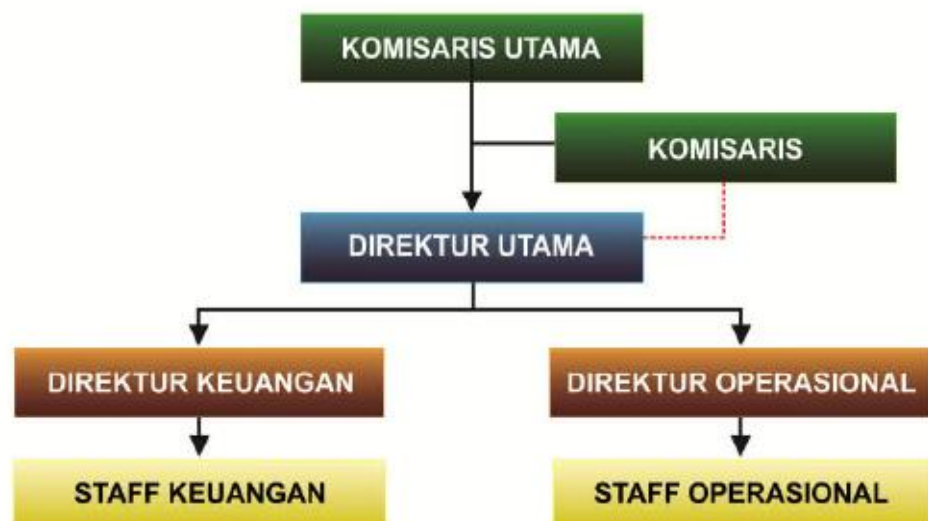 KOMISARIS UTAMA
KOMISARIS
DIREKTUR UTAMA
DIREKTUR KEUANGAN
DIREKTUR OPERASIONAL
STAFF KEUANGAN
STAFF OPERASIONAL